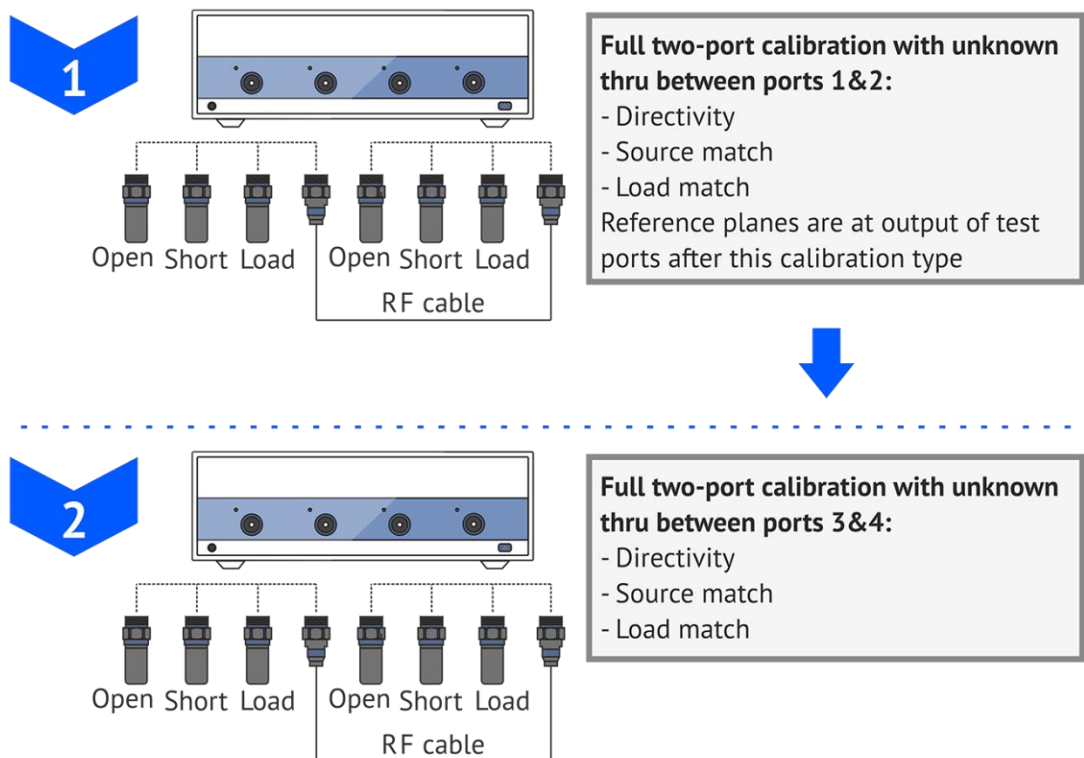 1
Open Short Load Open Short Load
RF cable
Full two-port calibration with unknown
thru between ports 1&2:
- Directivity
- Source match
- Load match
Reference planes are at output of test
ports after this calibration type
2
Open Short Load Open Short Load
RF cable
Full two-port calibration with unknown
thru between ports 3&4:
- Directivity
- Source match
- Load match